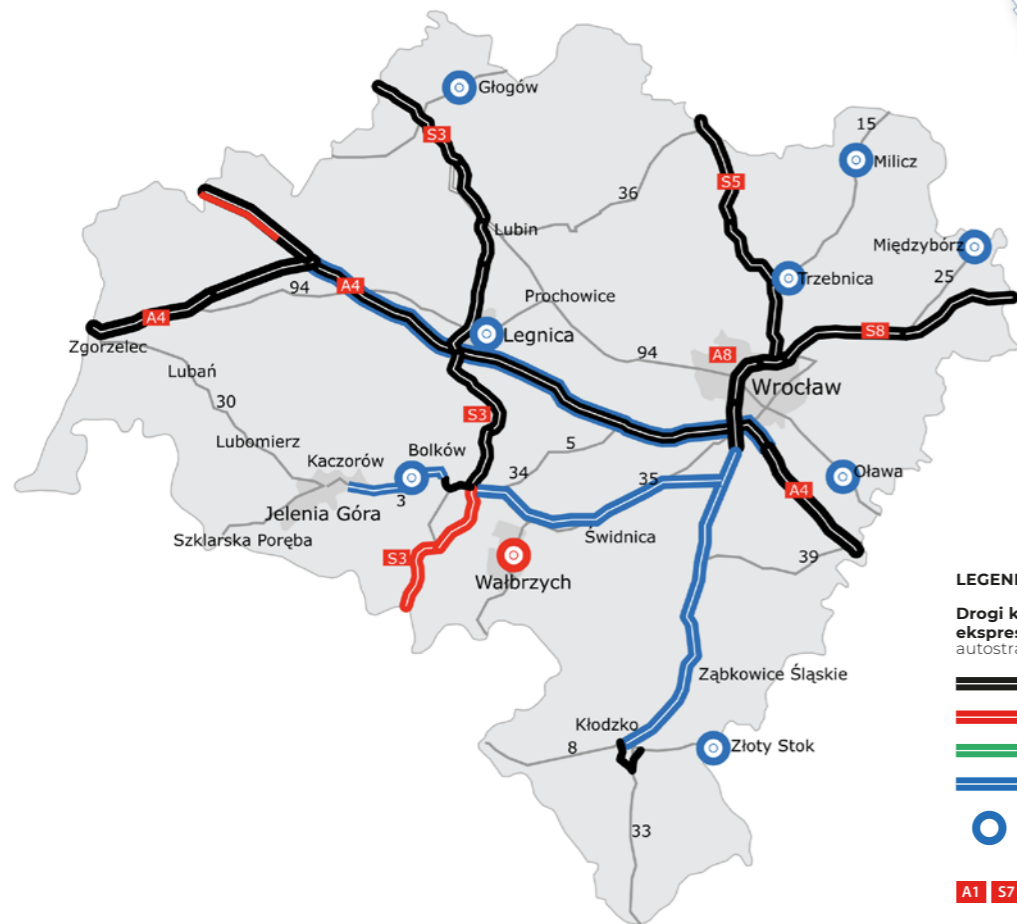 Głogów
S3
15
Milicz
36
S5
Lubin
Międzybórz
Trzebnica
25
A4
94
Prochowice
A4
Zgorzelec
Legnica
S8
A8
94
Wrocław
Lubań
30
S3
Lubomierz
Bolków
5
Kaczorów
34
35
Oława
A4
3
Jelenia Góra
Szklarska Poręba
Świdnica
S3
39
Wałbrzych
Ząbkowice Śląskie
Kłodzko
8
Złoty Stok
33
LEGEN
Drogi k
ekspres
autostra
A1 S7